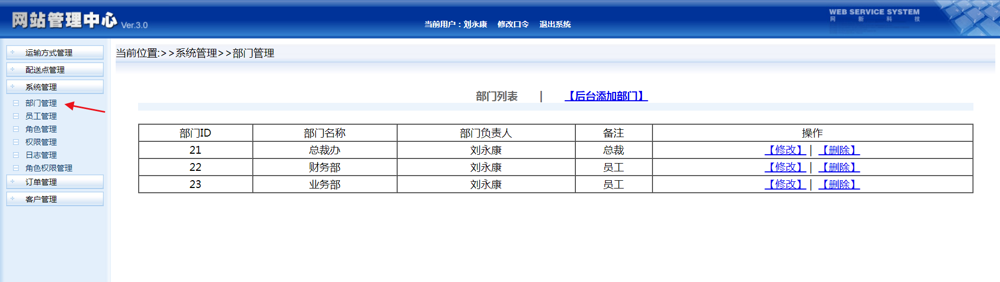 网站管理中心 Ver.3.0
当前用户：刘永康 修改口令 退出系统
WEB SERVICE SYSTEM
网 新 科 技
运输方式管理
配送点管理
系统管理
部门管理
员工管理
角色管理
权限管理
日志管理
角色权限管理
订单管理
客户管理
当前位置:>>系统管理>>部门管理
部门列表 | 【后台添加部门】
部门ID 部门名称 部门负责人 备注 操作
21 总裁办 刘永康 总裁 【修改】 | 【删除】
22 财务部 刘永康 员工 【修改】 | 【删除】
23 业务部 刘永康 员工 【修改】 | 【删除】